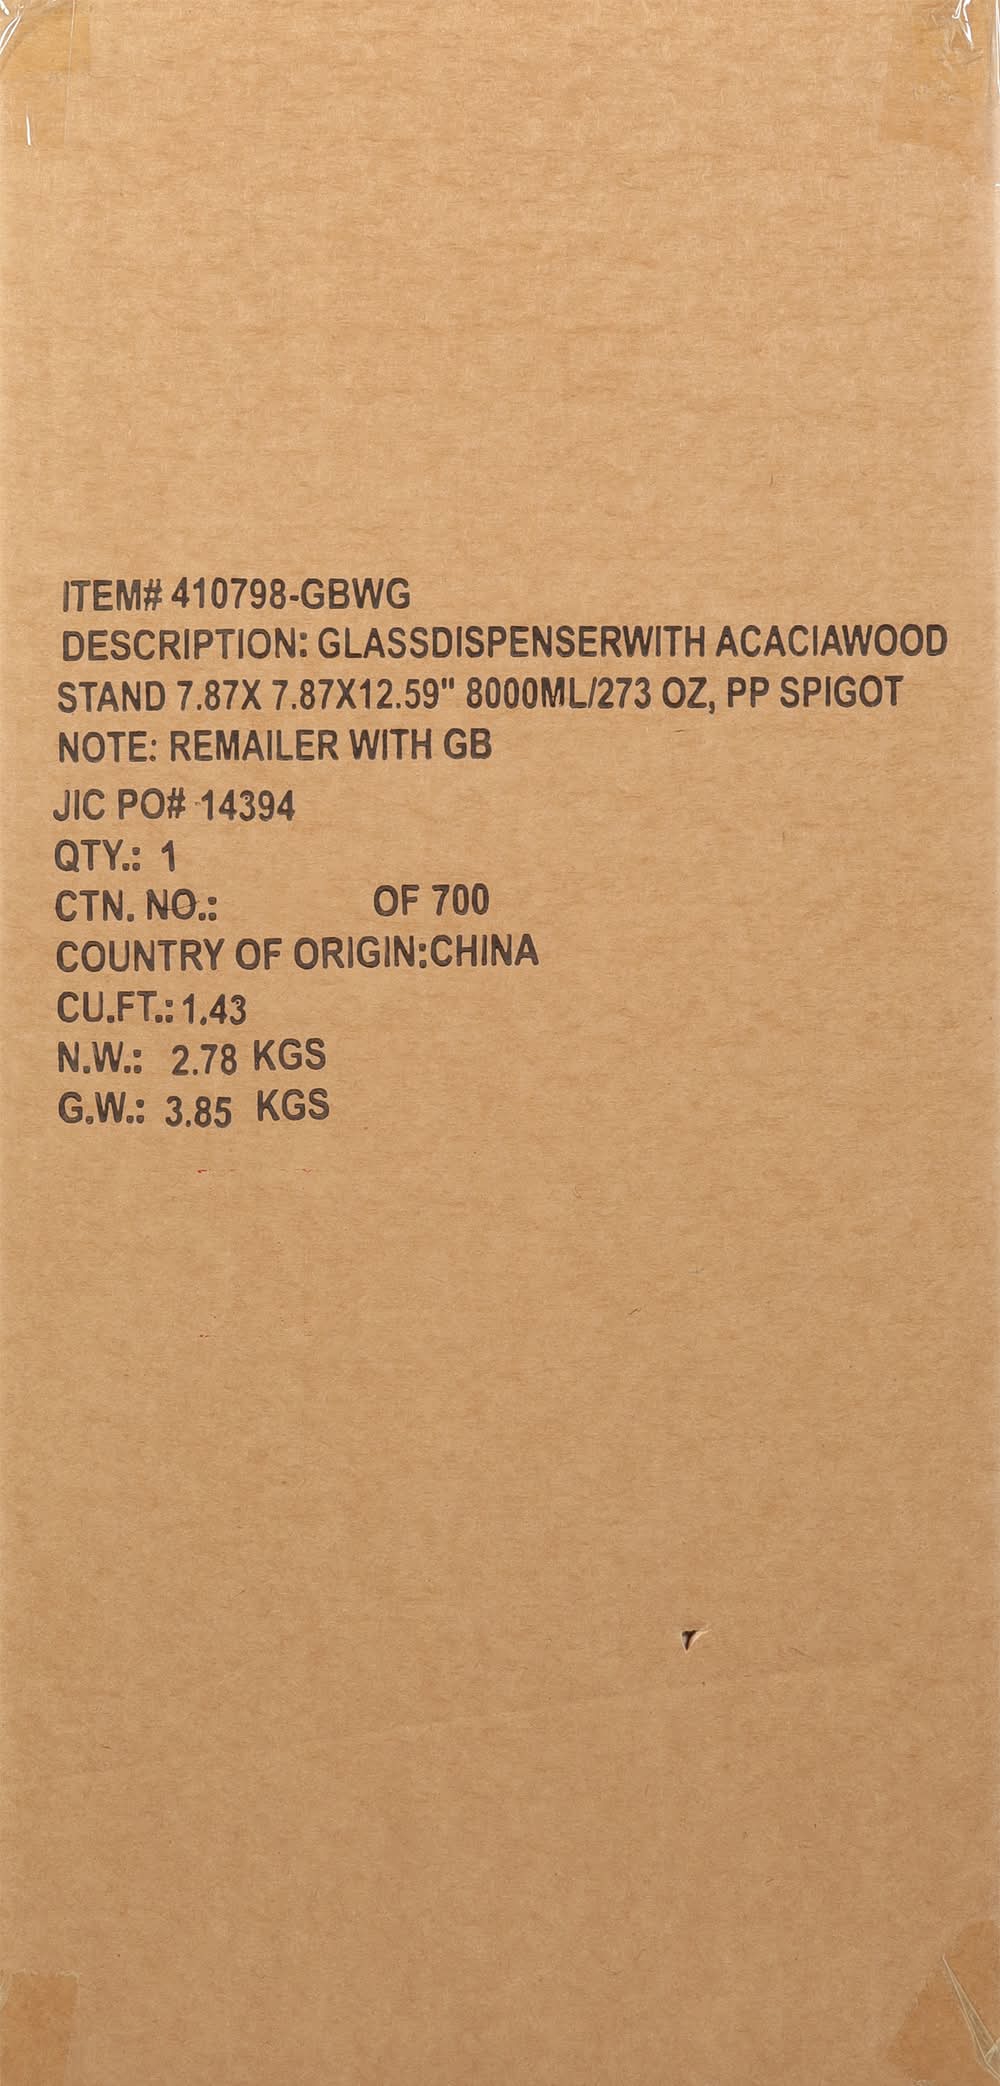 ITEM# 410798-GBWG
DESCRIPTION: GLASSDISPENSERWITH ACACIAWOOD
STAND 7.87X 7.87X12.59" 8000ML/273 OZ, PP SPIGOT
NOTE: REMAILER WITH GB
JIC PO# 14394
QTY.: 1
CTN. NO.: OF 700
COUNTRY OF ORIGIN:CHINA
CU.FT.: 1.43
N.W.: 2.78 KGS
G.W.: 3.85 KGS